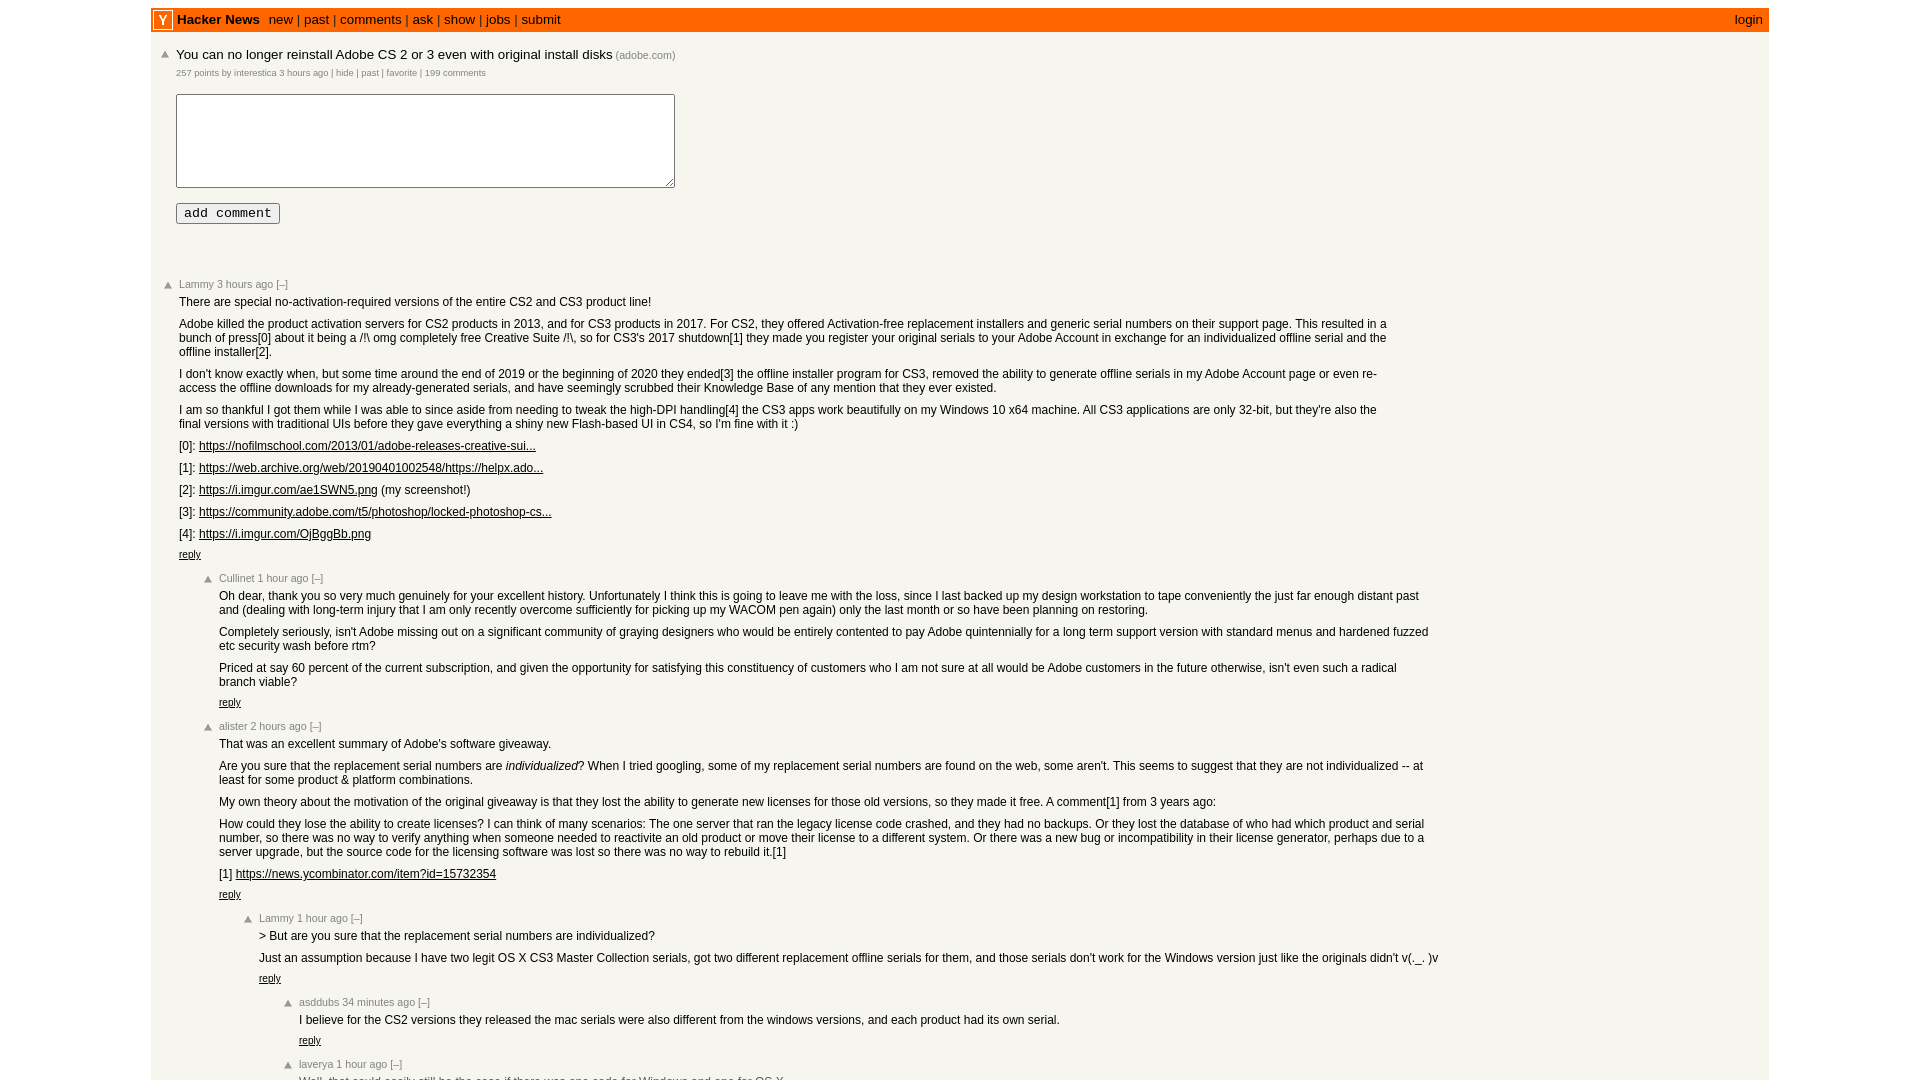 Y Hacker News new | past | comments | ask | show | jobs | submit login
You can no longer reinstall Adobe CS 2 or 3 even with original install disks (adobe.com)
257 points by interestica 3 hours ago | hide | past | favorite | 199 comments
add comment
Lammy 3 hours ago [–]
There are special no-activation-required versions of the entire CS2 and CS3 product line!
Adobe killed the product activation servers for CS2 products in 2013, and for CS3 products in 2017. For CS2, they offered Activation-free replacement installers and generic serial numbers on their support page. This resulted in a
bunch of press[0] about it being a /!\ omg completely free Creative Suite /!\, so for CS3's 2017 shutdown[1] they made you register your original serials to your Adobe Account in exchange for an individualized offline serial and the
offline installer[2].
I don't know exactly when, but some time around the end of 2019 or the beginning of 2020 they ended[3] the offline installer program for CS3, removed the ability to generate offline serials in my Adobe Account page or even re-
access the offline downloads for my already-generated serials, and have seemingly scrubbed their Knowledge Base of any mention that they ever existed.
I am so thankful I got them while I was able to since aside from needing to tweak the high-DPI handling[4] the CS3 apps work beautifully on my Windows 10 x64 machine. All CS3 applications are only 32-bit, but they're also the
final versions with traditional UIs before they gave everything a shiny new Flash-based UI in CS4, so I'm fine with it :)
[0]: https://nofilmschool.com/2013/01/adobe-releases-creative-sui...
[1]: https://web.archive.org/web/20190401002548/https://helpx.ado...
[2]: https://i.imgur.com/ae1SWN5.png (my screenshot!)
[3]: https://community.adobe.com/t5/photoshop/locked-photoshop-cs...
[4]: https://i.imgur.com/OjBggBb.png
reply
Cullinet 1 hour ago [–]
Oh dear, thank you so very much genuinely for your excellent history. Unfortunately I think this is going to leave me with the loss, since I last backed up my design workstation to tape conveniently the just far enough distant past
and (dealing with long-term injury that I am only recently overcome sufficiently for picking up my WACOM pen again) only the last month or so have been planning on restoring.
Completely seriously, isn't Adobe missing out on a significant community of graying designers who would be entirely contented to pay Adobe quintennially for a long term support version with standard menus and hardened fuzzed
etc security wash before rtm?
Priced at say 60 percent of the current subscription, and given the opportunity for satisfying this constituency of customers who I am not sure at all would be Adobe customers in the future otherwise, isn't even such a radical
branch viable?
reply
alister 2 hours ago [–]
That was an excellent summary of Adobe's software giveaway.
Are you sure that the replacement serial numbers are individualized? When I tried googling, some of my replacement serial numbers are found on the web, some aren't. This seems to suggest that they are not individualized -- at
least for some product & platform combinations.
My own theory about the motivation of the original giveaway is that they lost the ability to generate new licenses for those old versions, so they made it free. A comment[1] from 3 years ago:
How could they lose the ability to create licenses? I can think of many scenarios: The one server that ran the legacy license code crashed, and they had no backups. Or they lost the database of who had which product and serial
number, so there was no way to verify anything when someone needed to reactivite an old product or move their license to a different system. Or there was a new bug or incompatibility in their license generator, perhaps due to a
server upgrade, but the source code for the licensing software was lost so there was no way to rebuild it.[1]
[1] https://news.ycombinator.com/item?id=15732354
reply
Lammy 1 hour ago [–]
> But are you sure that the replacement serial numbers are individualized?
Just an assumption because I have two legit OS X CS3 Master Collection serials, got two different replacement offline serials for them, and those serials don't work for the Windows version just like the originals didn't v(._. )v
reply
asddubs 34 minutes ago [–]
I believe for the CS2 versions they released the mac serials were also different from the windows versions, and each product had its own serial.
reply
laverya 1 hour ago [–]
Well, that could easily still be the case if there was one code for Windows and one for OS X